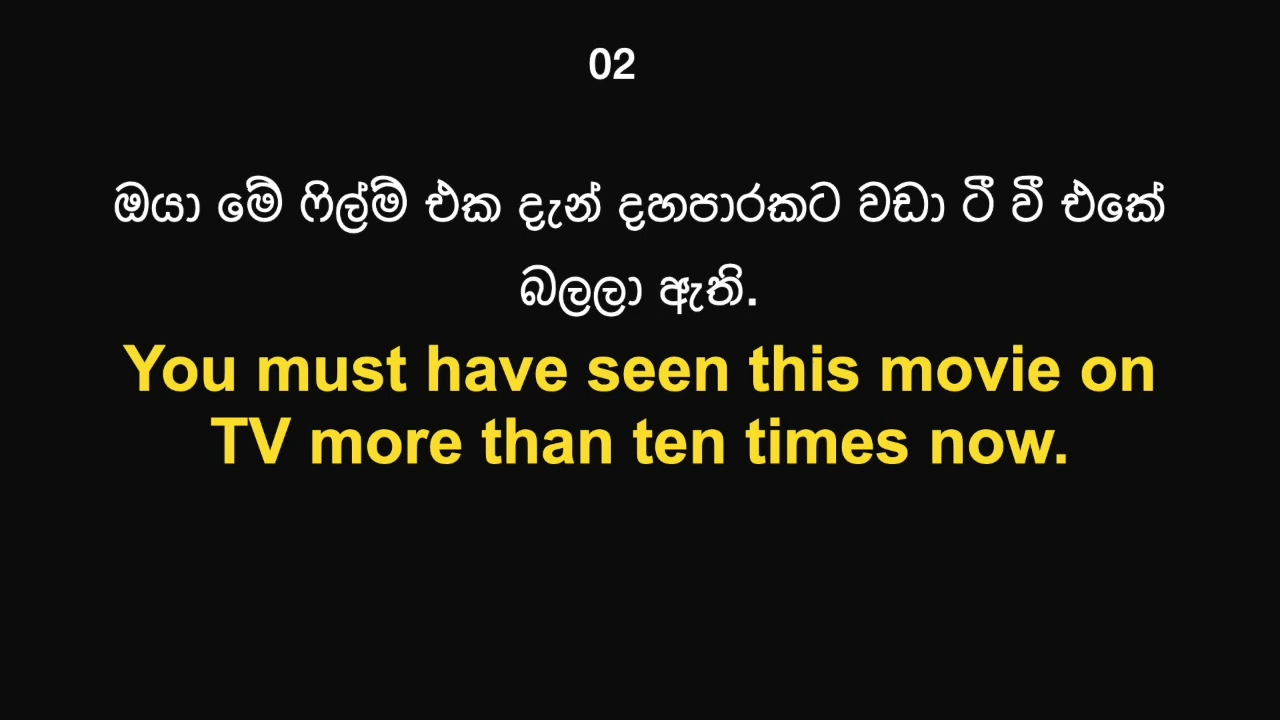 02
ඔයා මේ ෆිල්ම් එක දැන් දහපාරකට වඩා ටී වී එකේ
බලලා ඇති.
You must have seen this movie on
TV more than ten times now.